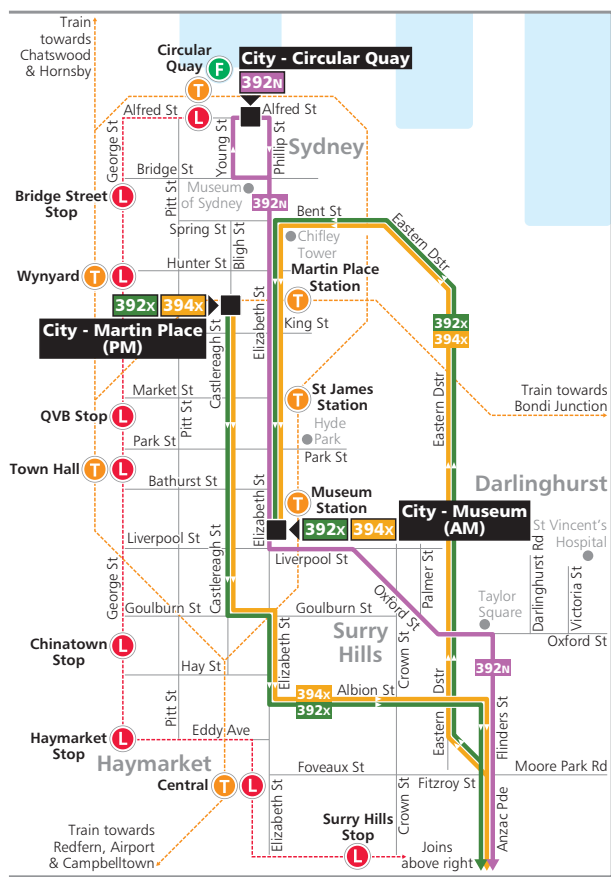 Train
towards
Chatswood
& Hornsby
Circular
Quay
F
T
City - Circular Quay
392N
Alfred St
L
Alfred St
George St
Young St
Phillip St
Sydney
Bridge St
Pitt St
Museum
of Sydney
392N
Bridge Street
Stop
L
Bent St
Spring St
Bligh St
Chifley
Tower
Eastern Dstr
Hunter St
Wynyard
T
L
Martin Place
Station
T
392X
394X
City - Martin Place
(PM)
Elizabeth St
King St
392X
394X
Castlereagh St
Market St
St James
Station
T
Train towards
Bondi Junction
Eastern Dstr
QVB Stop
L
Pitt St
Hyde
Park
Park St
Park St
Town Hall
T
L
Darlinghurst
Bathurst St
Elizabeth St
Museum
Station
T
City - Museum
(AM)
392X
394X
St Vincent's
Hospital
Liverpool St
Liverpool St
Castlereagh St
George St
Palmer St
Darlinghurst Rd
Victoria St
Oxford St
Taylor
Square
Goulburn St
Goulburn St
Surry
Hills
Oxford St
Chinatown
Stop
L
Elizabeth St
Crown St
Hay St
392N
394X
392X
Albion St
Eastern Dstr
Flinders St
Pitt St
Haymarket
Stop
L
Eddy Ave
Haymarket
Central
T
L
Foveaux St
Moore Park Rd
Fitzroy St
Elizabeth St
Crown St
Anzac Pde
Train towards
Redfern, Airport
& Campbelltown
Surry Hills
Stop
L
Joins
above right